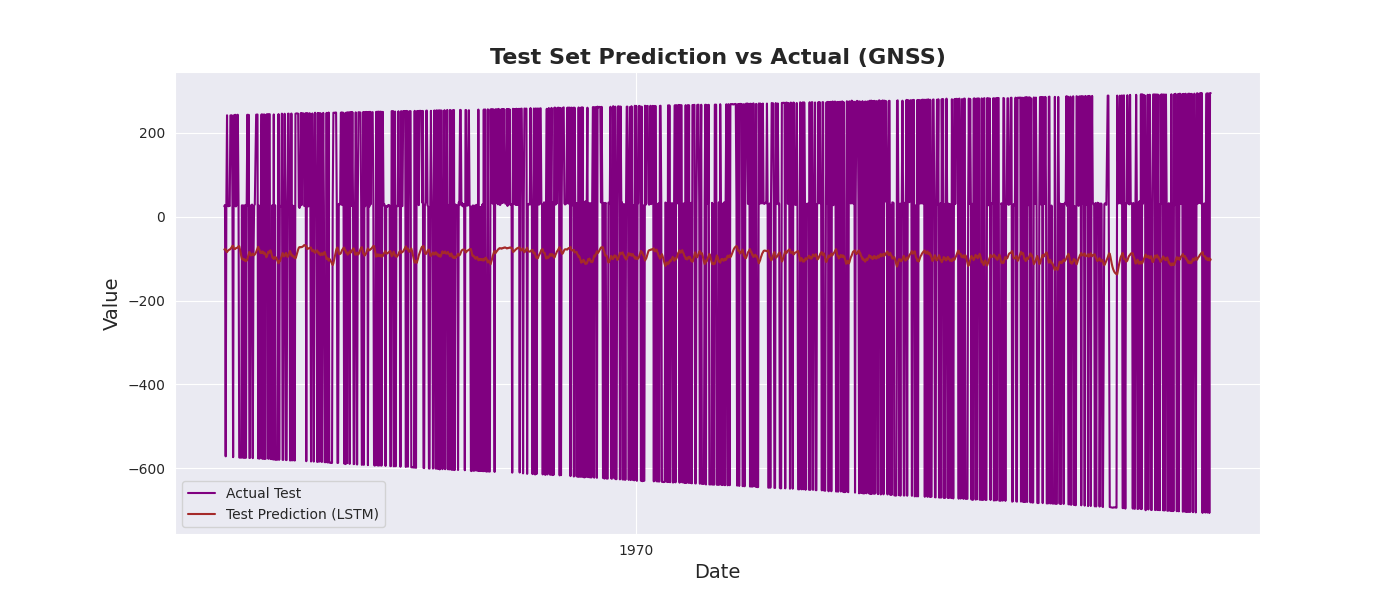 Test Set Prediction vs Actual (GNSS)
Value
200
0
−200
−400
−600
Actual Test
Test Prediction (LSTM)
1970
Date